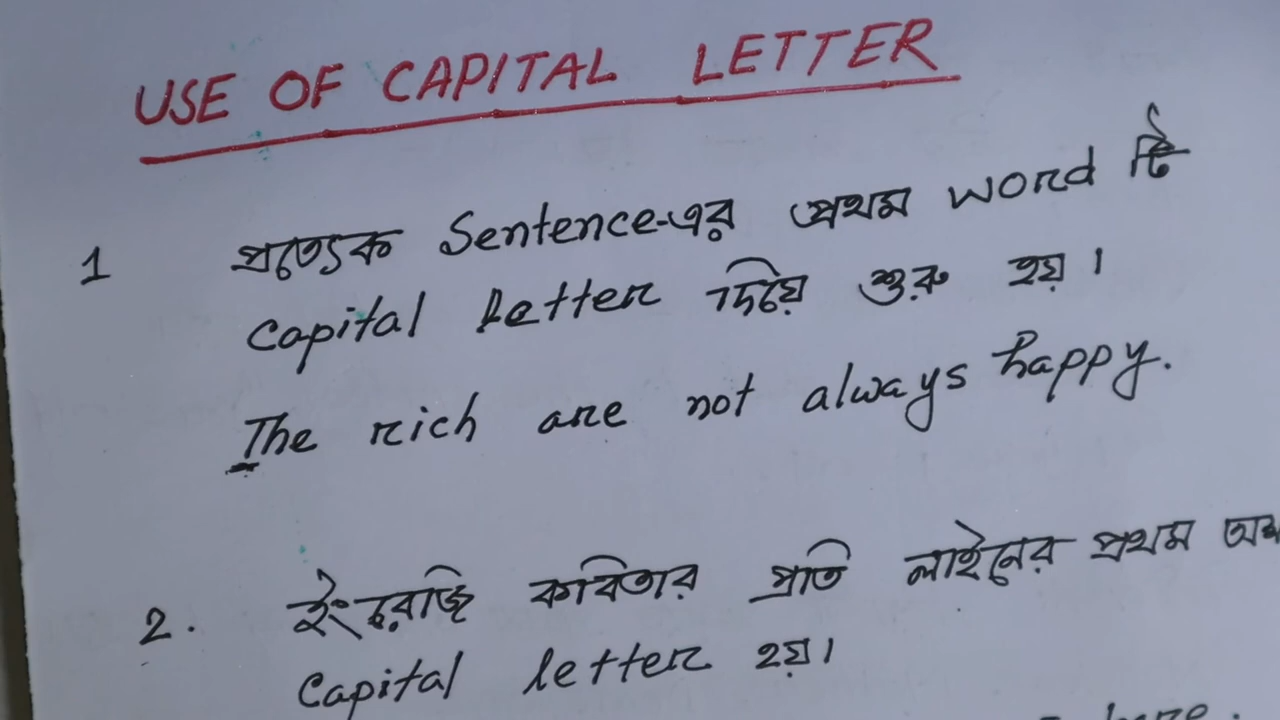 USE OF CAPITAL LETTER
1 প্রত্যেক Sentence-এর প্রথম word টি
Capital letter দিয়ে শুরু হয়।
The rich are not always happy.
2. ইংরেজি কবিতার প্রতি লাইনের প্রথম
Capital letter হয়।